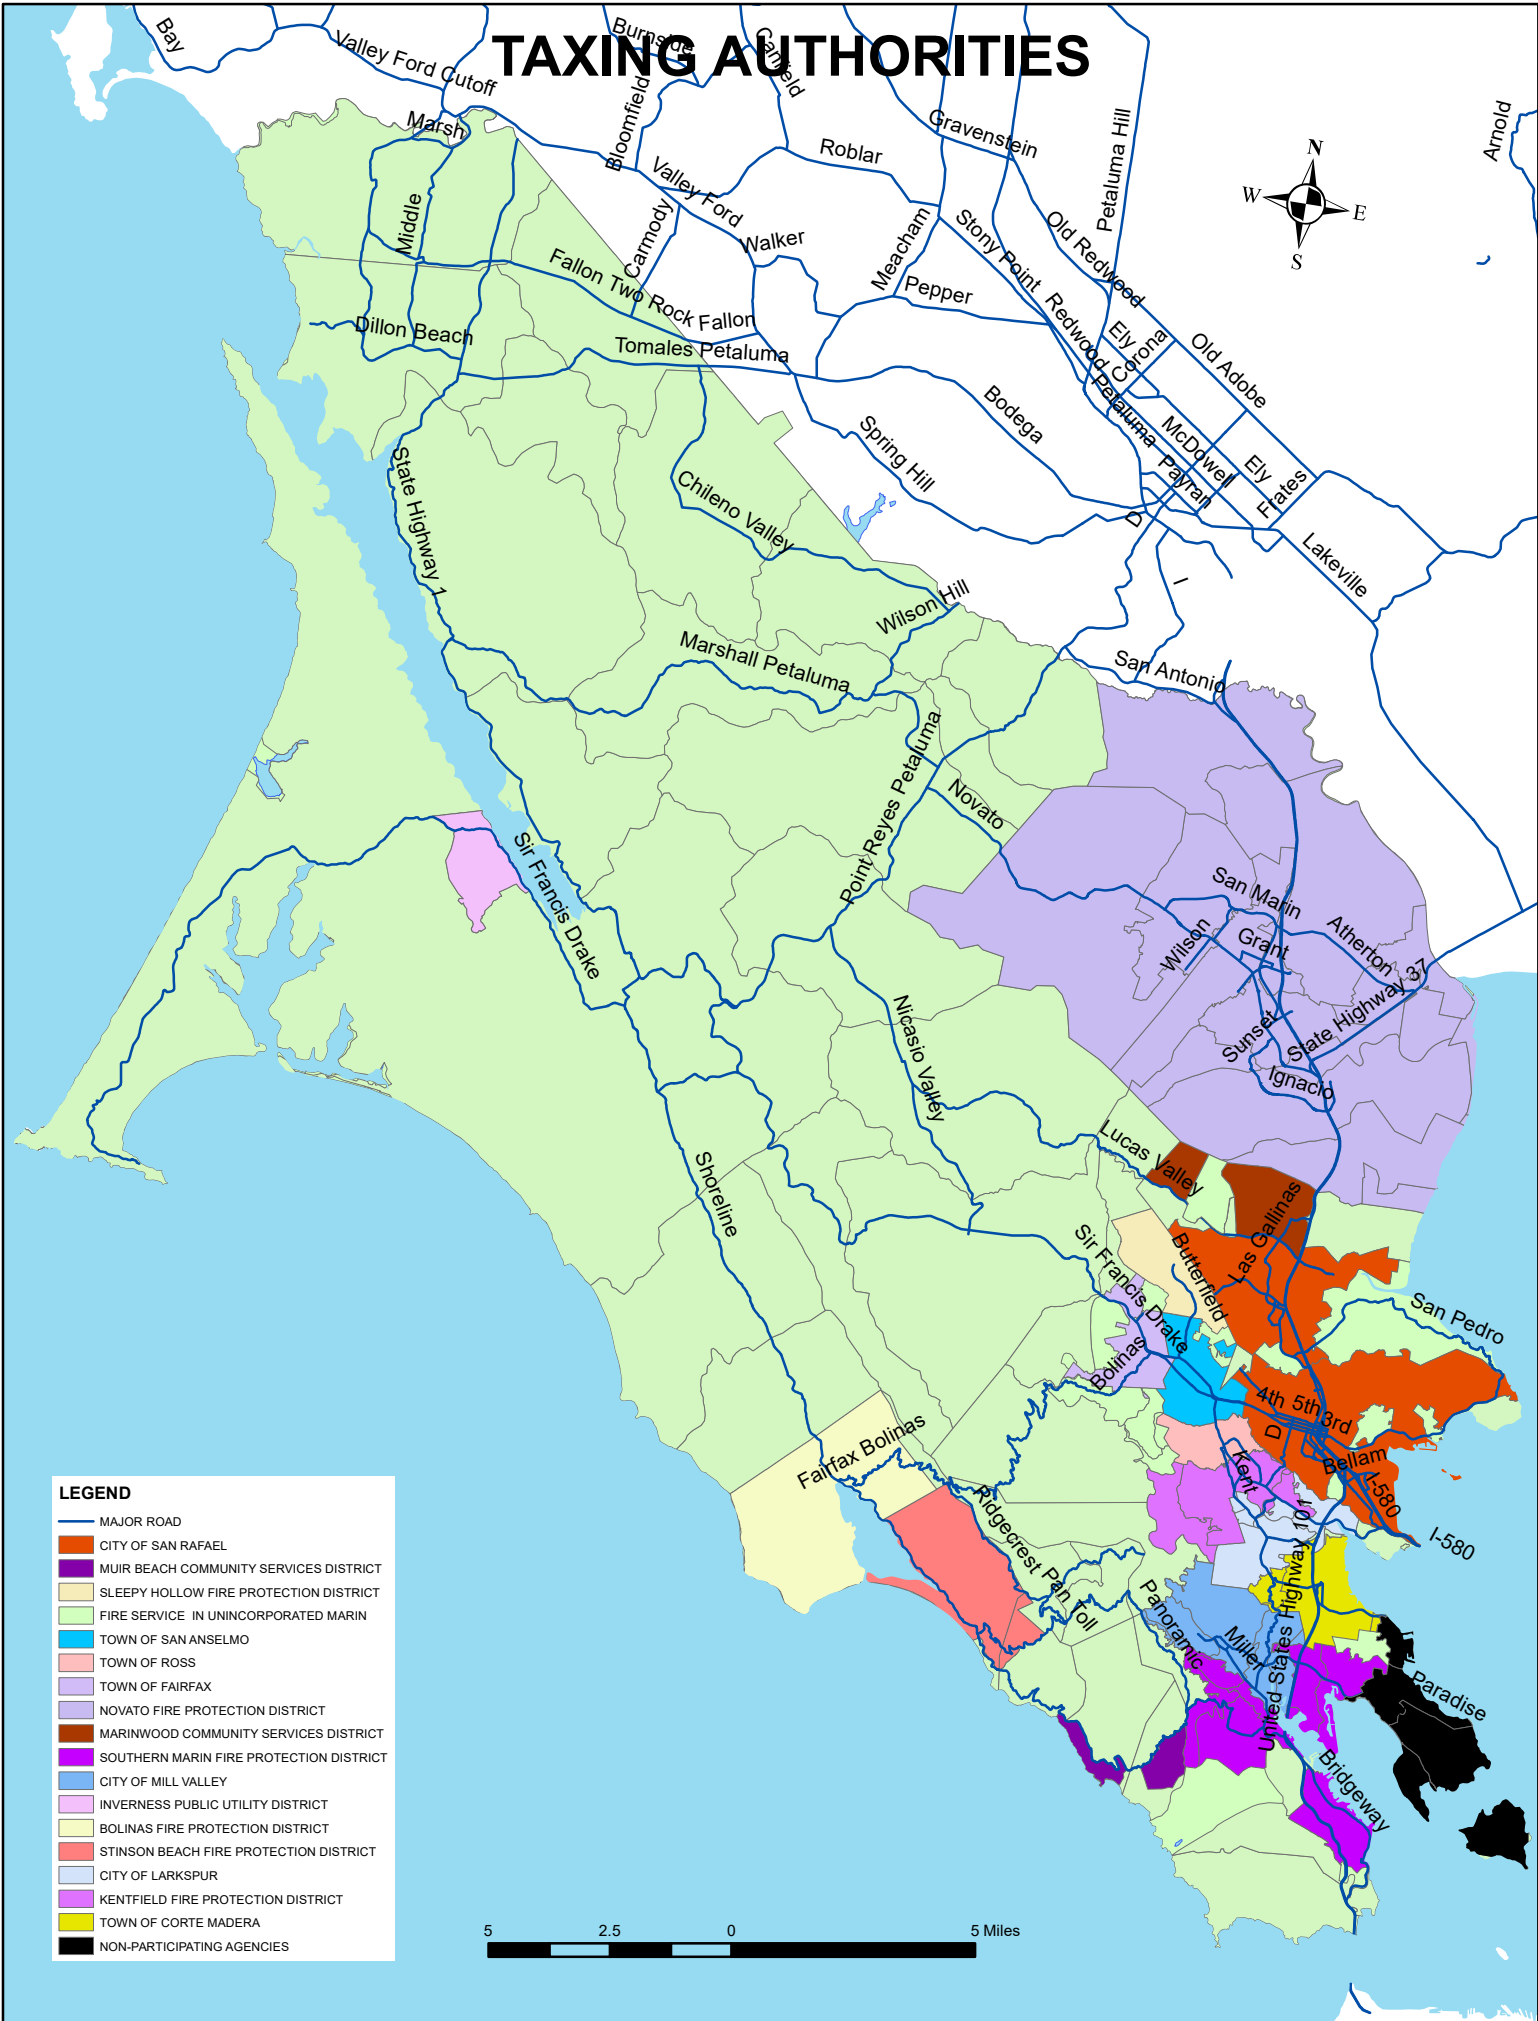 TAXING AUTHORITIES
Bay
Valley Ford Cutoff
Burnside
Canfield
Bloomfield
Marsh
Gravenstein
Petaluma Hill
Arnold
Roblar
Valley Ford
N
W
E
S
Middle
Carmody
Walker
Meacham
Stony Point
Old Redwood
Fallon Two Rock
Fallon
Pepper
Dillon Beach
Tomales Petaluma
Redwood
Ely
Corona
Old Adobe
Petaluma
Bodega
McDowell
Spring Hill
Payran
Ely
Frates
State Highway 1
Chileno Valley
D
I
Lakeville
Wilson Hill
Marshall Petaluma
San Antonio
Point Reyes Petaluma
Novato
Sir Francis Drake
San Marin
Atherton
Wilson
Grant
State Highway 37
Sunset
Ignacio
Nicasio Valley
Lucas Valley
Shoreline
Las Gallinas
Butterfield
Sir Francis Drake
San Pedro
Bolinas
4th
5th
3rd
D
Fairfax Bolinas
Bellam
Kent
I-580
I-580
Ridgecrest
Pan Toll
Panoramic
Miller
United States Highway 101
Paradise
Bridgeway
LEGEND
MAJOR ROAD
CITY OF SAN RAFAEL
MUIR BEACH COMMUNITY SERVICES DISTRICT
SLEEPY HOLLOW FIRE PROTECTION DISTRICT
FIRE SERVICE IN UNINCORPORATED MARIN
TOWN OF SAN ANSELMO
TOWN OF ROSS
TOWN OF FAIRFAX
NOVATO FIRE PROTECTION DISTRICT
MARINWOOD COMMUNITY SERVICES DISTRICT
SOUTHERN MARIN FIRE PROTECTION DISTRICT
CITY OF MILL VALLEY
INVERNESS PUBLIC UTILITY DISTRICT
BOLINAS FIRE PROTECTION DISTRICT
STINSON BEACH FIRE PROTECTION DISTRICT
CITY OF LARKSPUR
KENTFIELD FIRE PROTECTION DISTRICT
TOWN OF CORTE MADERA
NON-PARTICIPATING AGENCIES
5 2.5 0 5 Miles